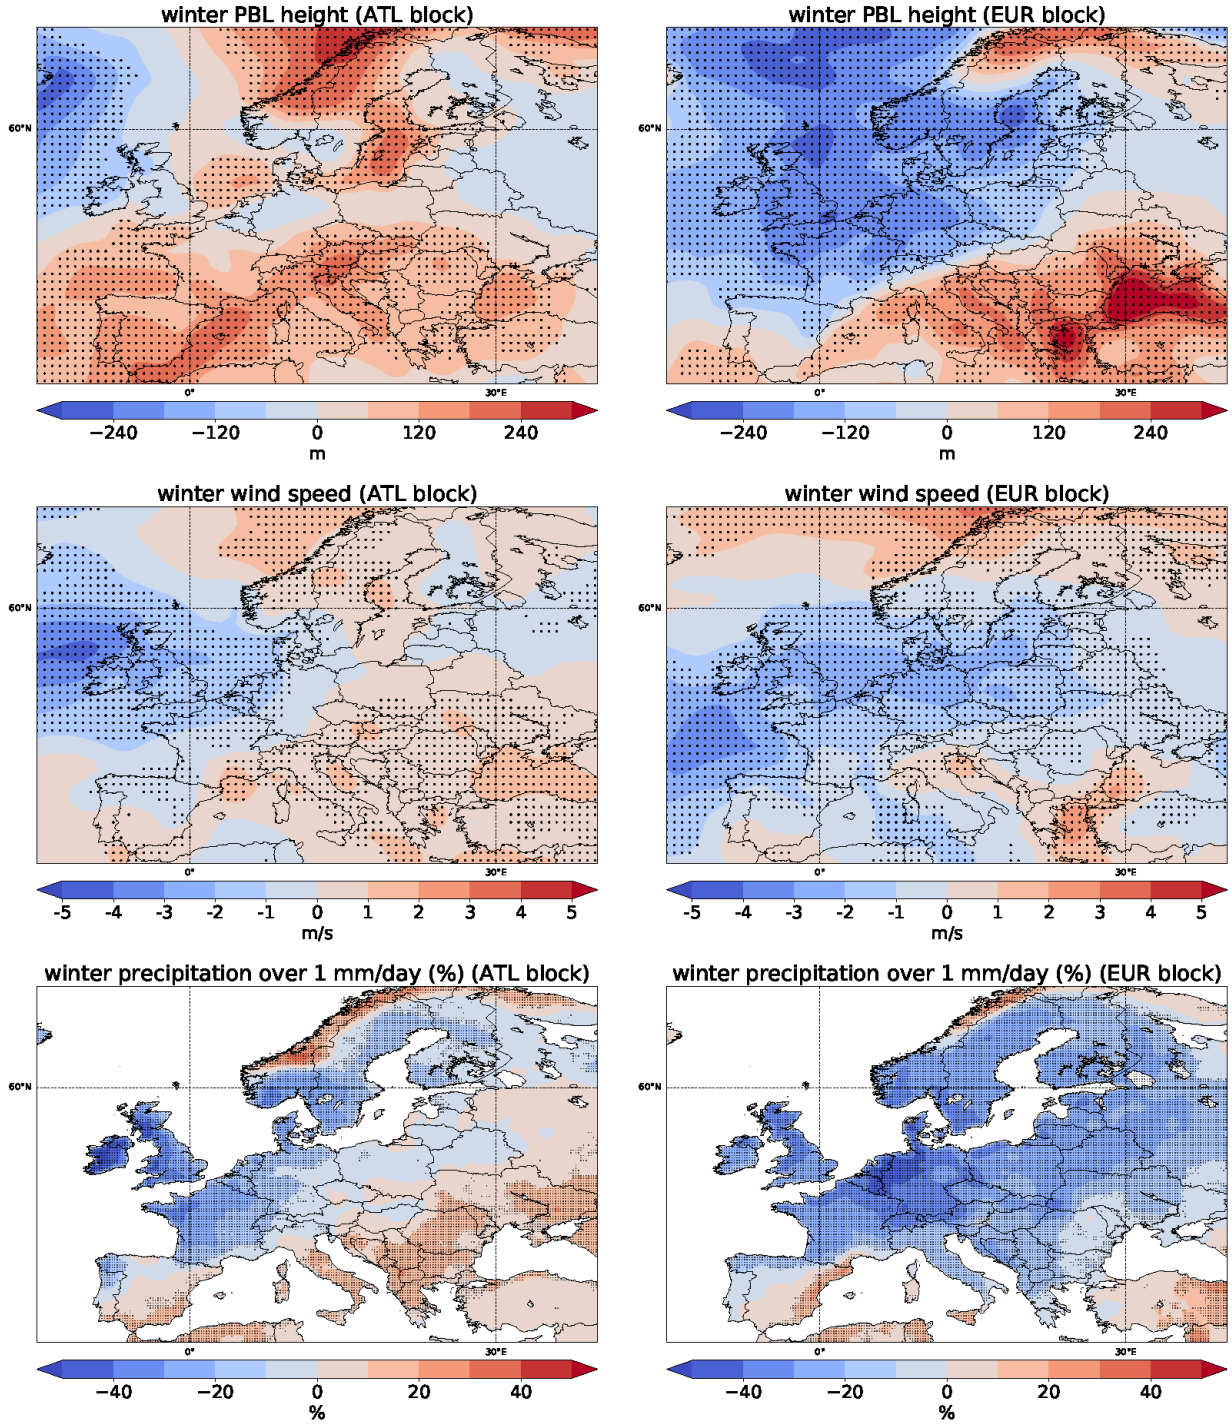 winter PBL height (ATL block)
winter PBL height (EUR block)
60°N
60°N
0°
30°E
0°
30°E
−240
−120
0
120
240
m
−240
−120
0
120
240
m
winter wind speed (ATL block)
winter wind speed (EUR block)
60°N
60°N
0°
30°E
0°
30°E
-5
-4
-3
-2
-1
0
1
2
3
4
5
m/s
-5
-4
-3
-2
-1
0
1
2
3
4
5
m/s
winter precipitation over 1 mm/day (%) (ATL block)
winter precipitation over 1 mm/day (%) (EUR block)
60°N
60°N
0°
30°E
0°
30°E
−40
−20
0
20
40
%
−40
−20
0
20
40
%